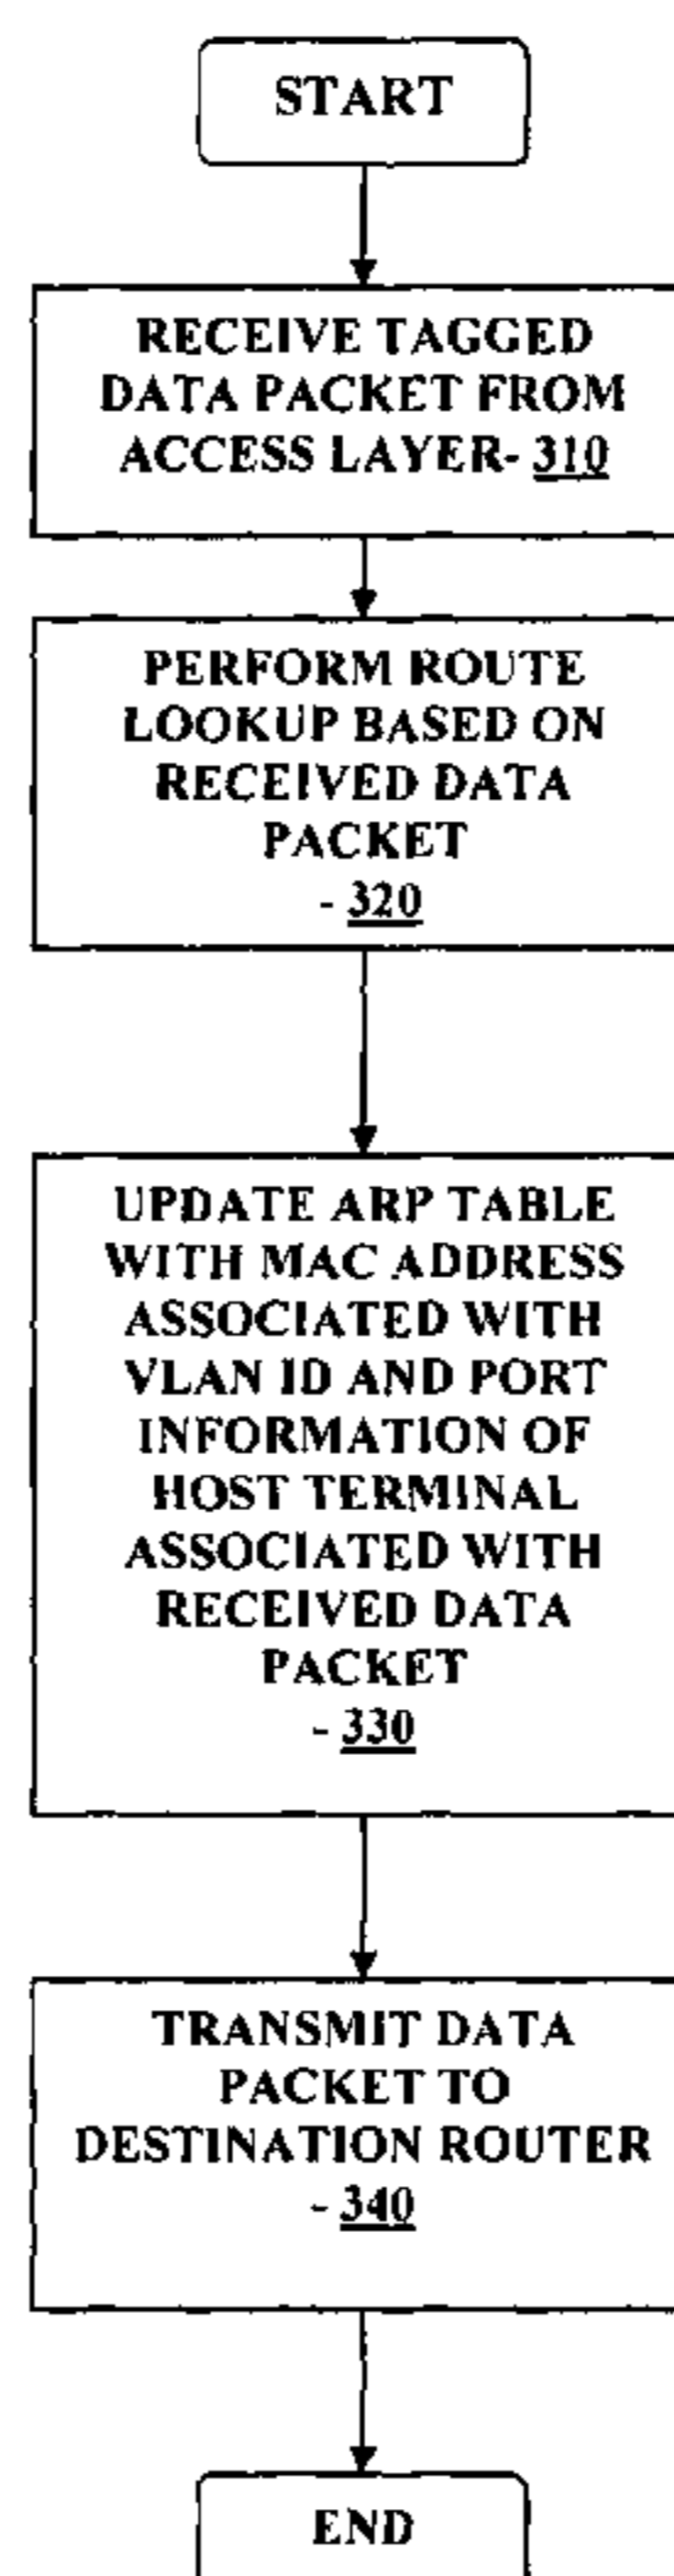 START
RECEIVE TAGGED
DATA PACKET FROM
ACCESS LAYER- 310
PERFORM ROUTE
LOOKUP BASED ON
RECEIVED DATA
PACKET
- 320
UPDATE ARP TABLE
WITH MAC ADDRESS
ASSOCIATED WITH
VLAN ID AND PORT
INFORMATION OF
HOST TERMINAL
ASSOCIATED WITH
RECEIVED DATA
PACKET
- 330
TRANSMIT DATA
PACKET TO
DESTINATION ROUTER
- 340
END